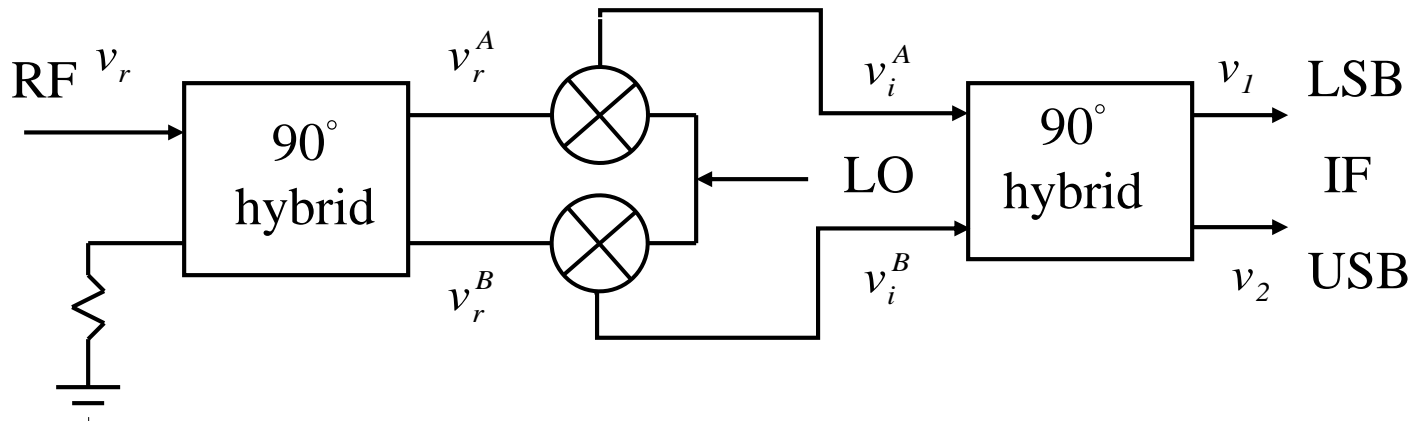 RF
v_r
90°
hybrid
v_r^A
v_r^B
LO
v_i^A
v_i^B
90°
hybrid
v_1
LSB
IF
v_2
USB